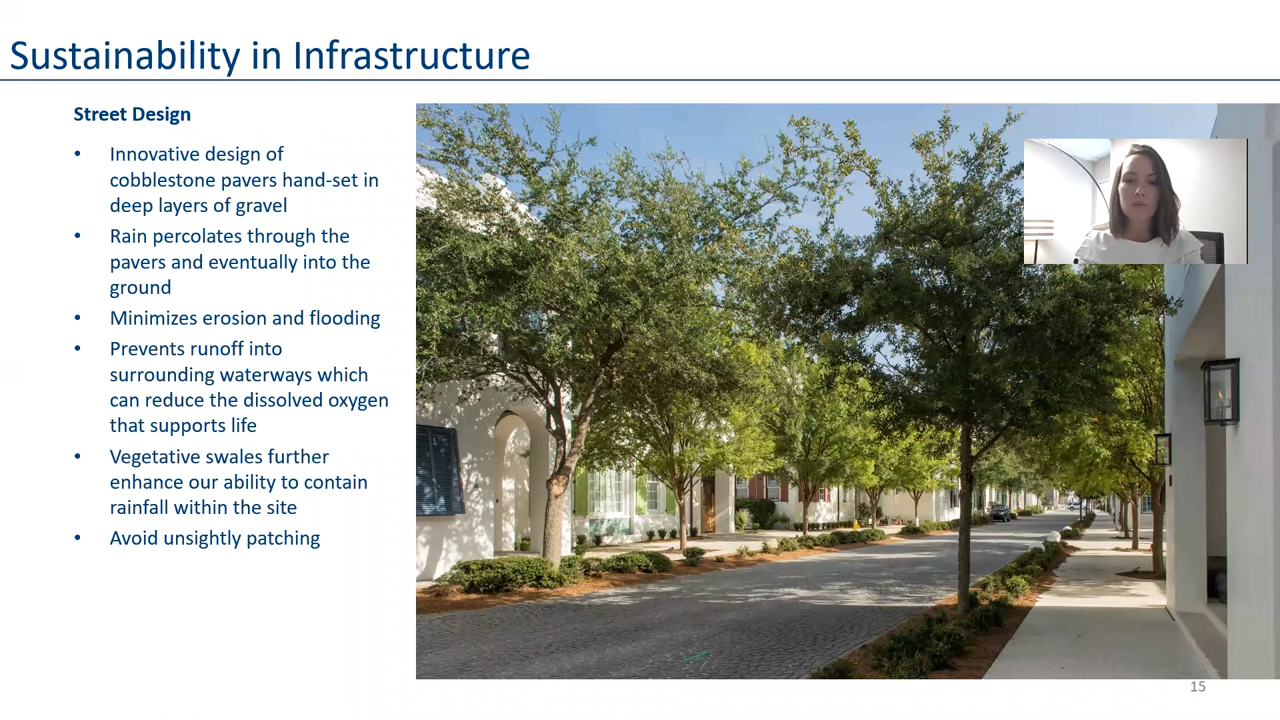 Sustainability in Infrastructure
Street Design
• Innovative design of
cobblestone pavers hand-set in
deep layers of gravel
• Rain percolates through the
pavers and eventually into the
ground
• Minimizes erosion and flooding
• Prevents runoff into
surrounding waterways which
can reduce the dissolved oxygen
that supports life
• Vegetative swales further
enhance our ability to contain
rainfall within the site
• Avoid unsightly patching
15